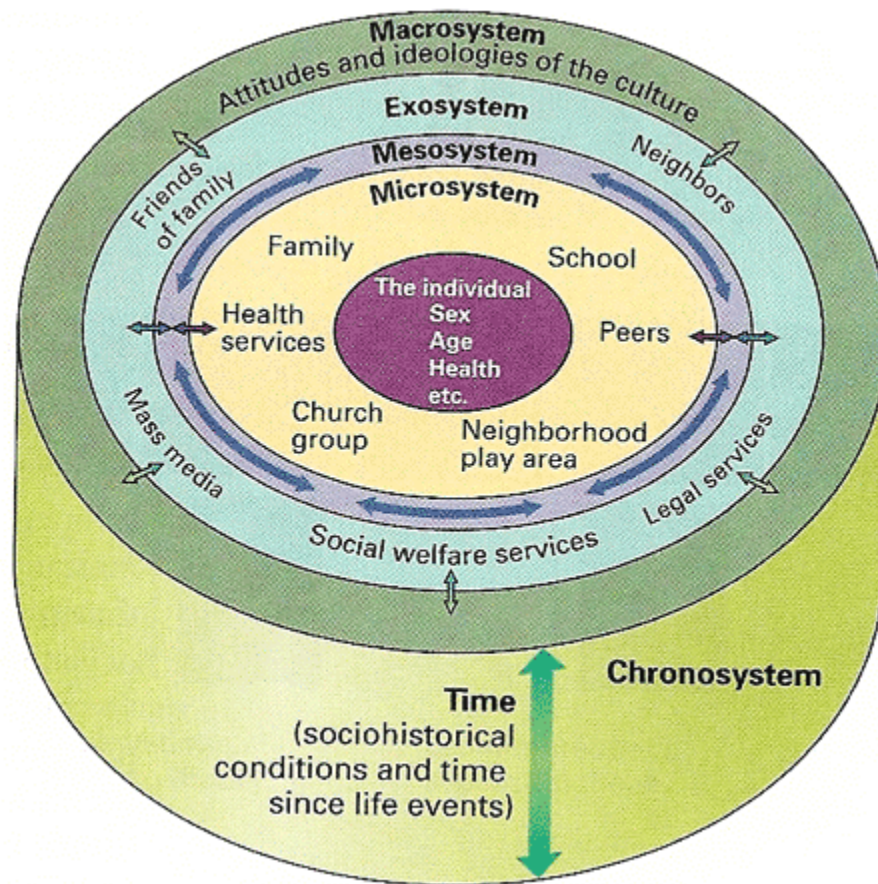 Macrosystem
Attitudes and ideologies of the culture
Exosystem
Mesosystem
Microsystem
Friends
of family
Neighbors
Family
School
The individual
Sex
Age
Health
etc.
Health
services
Peers
Church
group
Neighborhood
play area
Mass media
Legal services
Social welfare services
Chronosystem
Time
(sociohistorical
conditions and time
since life events)